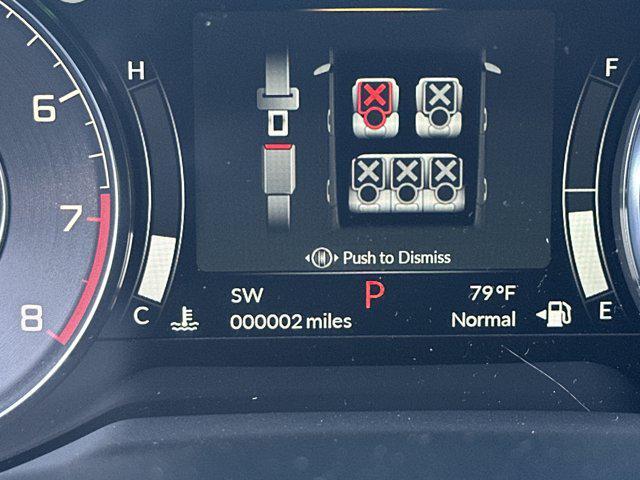 H
F
6
7
Push to Dismiss
8
C
SW
P
79°F
E
000002 miles
Normal